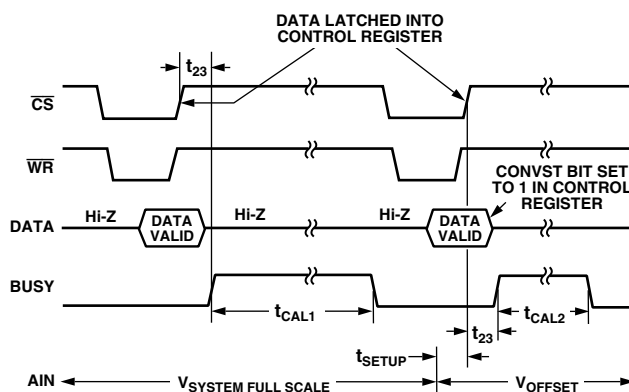 DATA LATCHED INTO
CONTROL REGISTER
t23
CS
WR
CONVST BIT SET
TO 1 IN CONTROL
REGISTER
DATA
Hi-Z
DATA
VALID
Hi-Z
Hi-Z
DATA
VALID
BUSY
tCAL1
t23
tCAL2
tSETUP
AIN
VSYSTEM FULL SCALE
VOFFSET